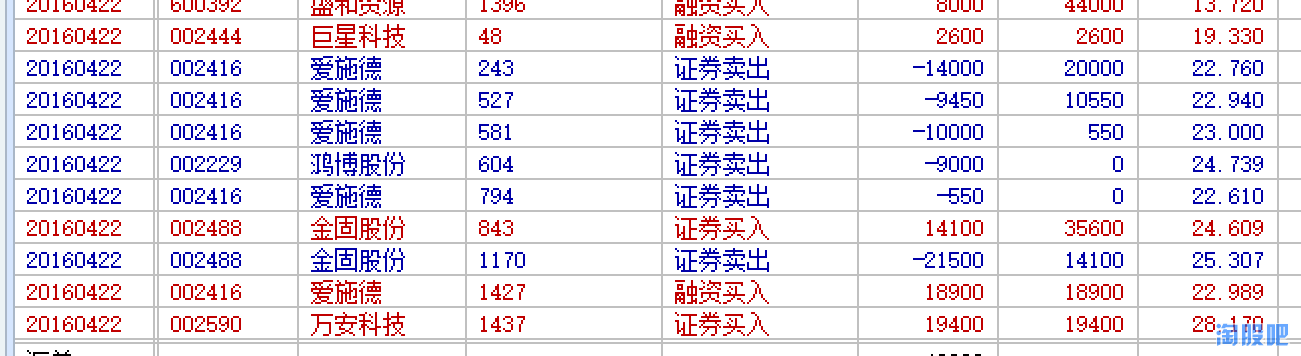 20160422 600392 盛和资源 1396 融资买入 8000 44000 13.720
20160422 002444 巨星科技 48 融资买入 2600 2600 19.330
20160422 002416 爱施德 243 证券卖出 -14000 20000 22.760
20160422 002416 爱施德 527 证券卖出 -9450 10550 22.940
20160422 002416 爱施德 581 证券卖出 -10000 550 23.000
20160422 002229 鸿博股份 604 证券卖出 -9000 0 24.739
20160422 002416 爱施德 794 证券卖出 -550 0 22.610
20160422 002488 金固股份 843 证券买入 14100 35600 24.609
20160422 002488 金固股份 1170 证券卖出 -21500 14100 25.307
20160422 002416 爱施德 1427 融资买入 18900 18900 22.989
20160422 002590 万安科技 1437 证券买入 19400 19400 28.170
淘股吧